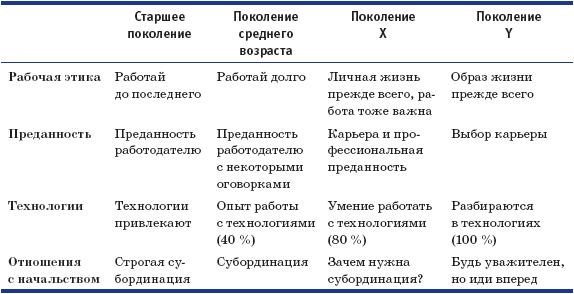 Старшее поколение Поколение среднего возраста Поколение X Поколение Y
Рабочая этика Работай до последнего Работай долго Личная жизнь прежде всего, ра-бота тоже важна Образ жизни прежде всего
Преданность Преданность работодателю Преданность работодателю с некоторыми оговорками Карьера и про-фессиональная преданность Выбор карьеры
Технологии Технологии привлекают Опыт работы с технологиями (40 %) Умение работать с технологиями (80 %) Разбираются в технологиях (100 %)
Отношения с начальством Строгая су-бординация Субординация Зачем нужна субординация? Будь уважителен, но иди вперед